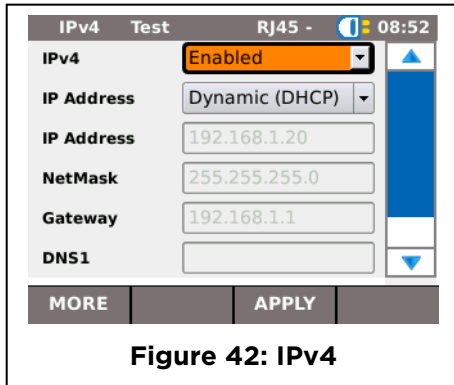 IPv4 Test RJ45 - 08:52
IPv4 Enabled
IP Address Dynamic (DHCP)
IP Address 192.168.1.20
NetMask 255.255.255.0
Gateway 192.168.1.1
DNS1
MORE APPLY
Figure 42: IPv4